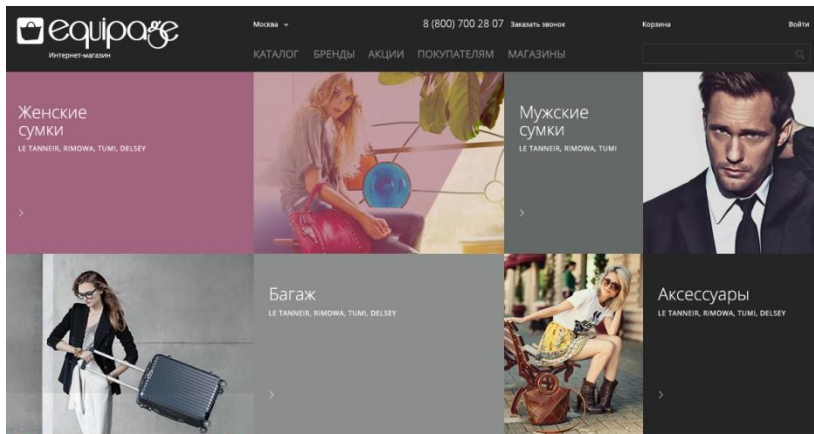 equipage
Интернет-магазин
Москва
8 (800) 700 28 07 Заказать звонок
Корзина
Войти
КАТАЛОГ БРЕНДЫ АКЦИИ ПОКУПАТЕЛЯМ МАГАЗИНЫ
Женские
сумки
LE TANNEIR, RIMOWA, TUMI, DELSEY
Мужские
сумки
LE TANNEIR, RIMOWA, TUMI
Багаж
LE TANNEIR, RIMOWA, TUMI, DELSEY
Аксессуары
LE TANNEIR, RIMOWA, TUMI, DELSEY